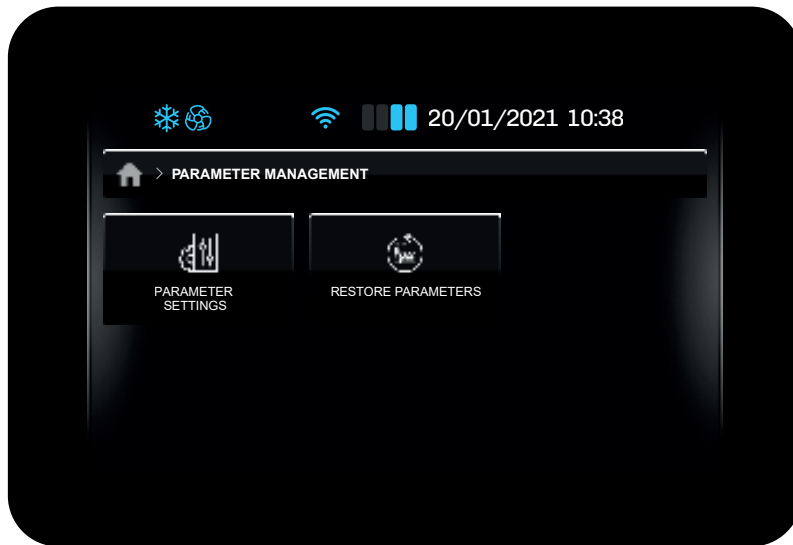 20/01/2021 10:38
> PARAMETER MANAGEMENT
PARAMETER
SETTINGS
RESTORE PARAMETERS